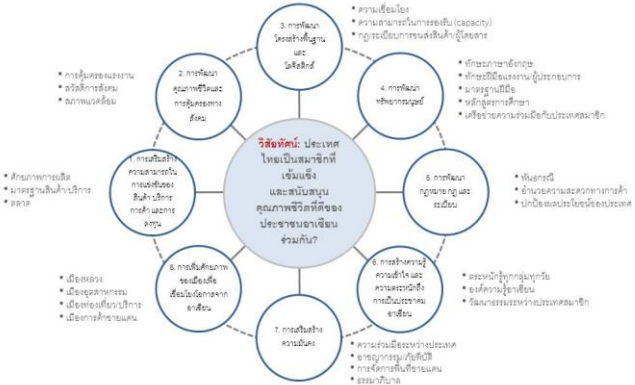 วิสัยทัศน์: ประเทศ
ไทยเป็นสมาชิกที่
เข้มแข็ง
และสนับสนุน
คุณภาพชีวิตที่ดีของ
ประชาชนอาเซียน
ร่วมกัน?
1. การเสริมสร้าง
ความสามารถใน
การแข่งขันของ
สินค้า บริการ
การค้า และการ
ลงทุน
• ศักยภาพการผลิต
• มาตรฐานสินค้า/บริการ
• ตลาด
2. การพัฒนา
คุณภาพชีวิตและ
การคุ้มครองทาง
สังคม
• การคุ้มครองแรงงาน
• สวัสดิการสังคม
• สภาพแวดล้อม
3. การพัฒนา
โครงสร้างพื้นฐาน
และ
โลจิสติกส์
• ความเชื่อมโยง
• ความสามารถในการรองรับ (capacity)
• กฎ/ระเบียบการขนส่งสินค้า/ผู้โดยสาร
4. การพัฒนา
ทรัพยากรมนุษย์
• ทักษะภาษาอังกฤษ
• ทักษะฝีมือแรงงาน/ผู้ประกอบการ
• มาตรฐานฝีมือ
• หลักสูตรการศึกษา
• เครือข่ายความร่วมมือกับประเทศสมาชิก
5. การพัฒนา
กฎหมาย กฎ และ
ระเบียบ
• พันธกรณี
• อำนวยความสะดวกทางการค้า
• ปกป้องผลประโยชน์ของประเทศ
6. การสร้างความรู้
ความเข้าใจ และ
ความตระหนักถึง
การเป็นประชาคม
อาเซียน
• ตระหนักรู้ทุกกลุ่มทุกวัย
• องค์ความรู้อาเซียน
• วัฒนธรรมระหว่างประเทศสมาชิก
7. การเสริมสร้าง
ความมั่นคง
• ความร่วมมือระหว่างประเทศ
• อาชญากรรม/ภัยพิบัติ
• การจัดการพื้นที่ชายแดน
• ธรรมาภิบาล
8. การเพิ่มศักยภาพ
ของเมืองเพื่อ
เชื่อมโยงโอกาสจาก
อาเซียน
• เมืองหลวง
• เมืองอุตสาหกรรม
• เมืองท่องเที่ยว/บริการ
• เมืองการค้าชายแดน